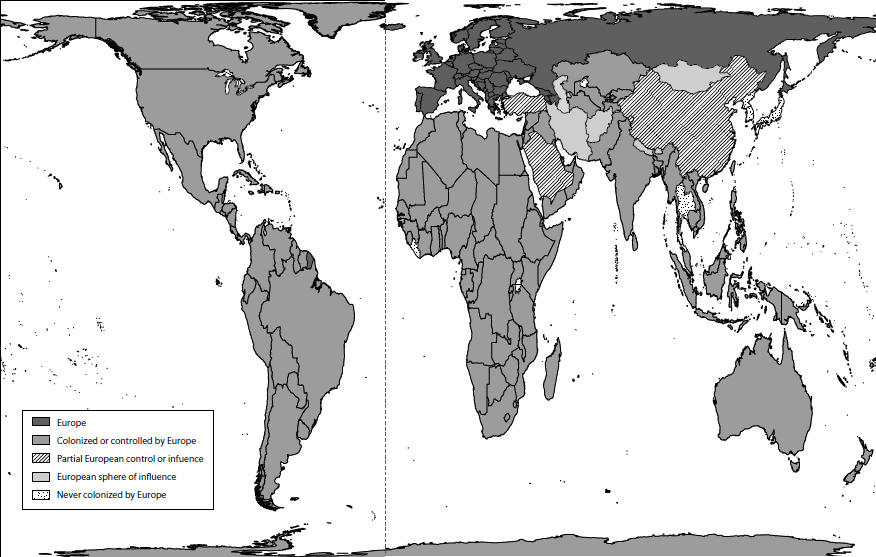 Europe
Colonized or controlled by Europe
Partial European control or infuence
European sphere of influence
Never colonized by Europe